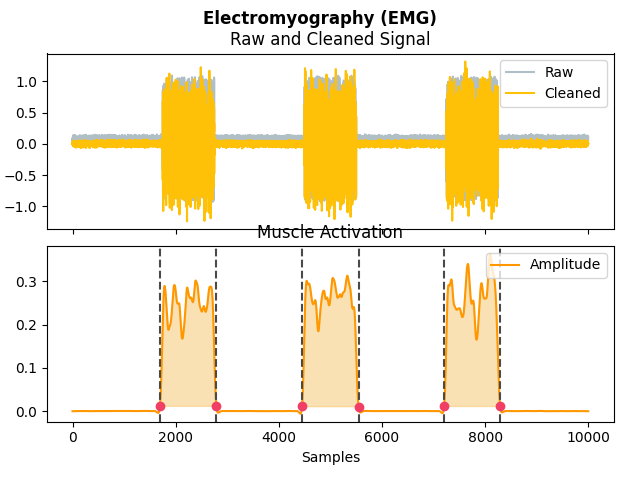 Electromyography (EMG)
Raw and Cleaned Signal
1.0
0.5
0.0
−0.5
−1.0
Raw
Cleaned
Muscle Activation
0.3
0.2
0.1
0.0
Amplitude
0 2000 4000 6000 8000 10000
Samples